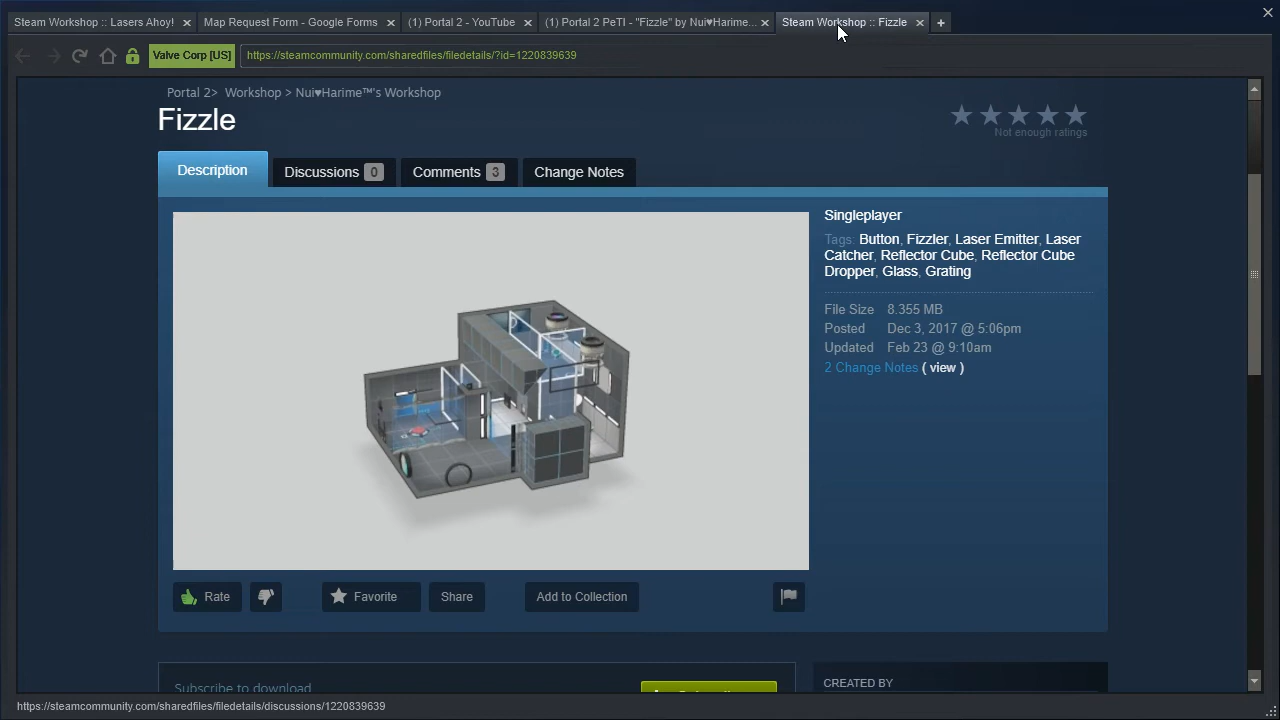 Steam Workshop :: Lasers Ahoy!
Map Request Form - Google Forms
(1) Portal 2 - YouTube
(1) Portal 2 PeTI - "Fizzle" by Nui♥Harime...
Steam Workshop :: Fizzle
Valve Corp [US]
https://steamcommunity.com/sharedfiles/filedetails/?id=1220839639
Portal 2> Workshop > Nui♥Harime™'s Workshop
Fizzle
Not enough ratings
Description
Discussions 0
Comments 3
Change Notes
Singleplayer
Tags: Button, Fizzler, Laser Emitter, Laser
Catcher, Reflector Cube, Reflector Cube
Dropper, Glass, Grating
File Size 8.355 MB
Posted Dec 3, 2017 @ 5:06pm
Updated Feb 23 @ 9:10am
2 Change Notes ( view )
Rate
Favorite
Share
Add to Collection
Subscribe to download
CREATED BY
https://steamcommunity.com/sharedfiles/filedetails/discussions/1220839639